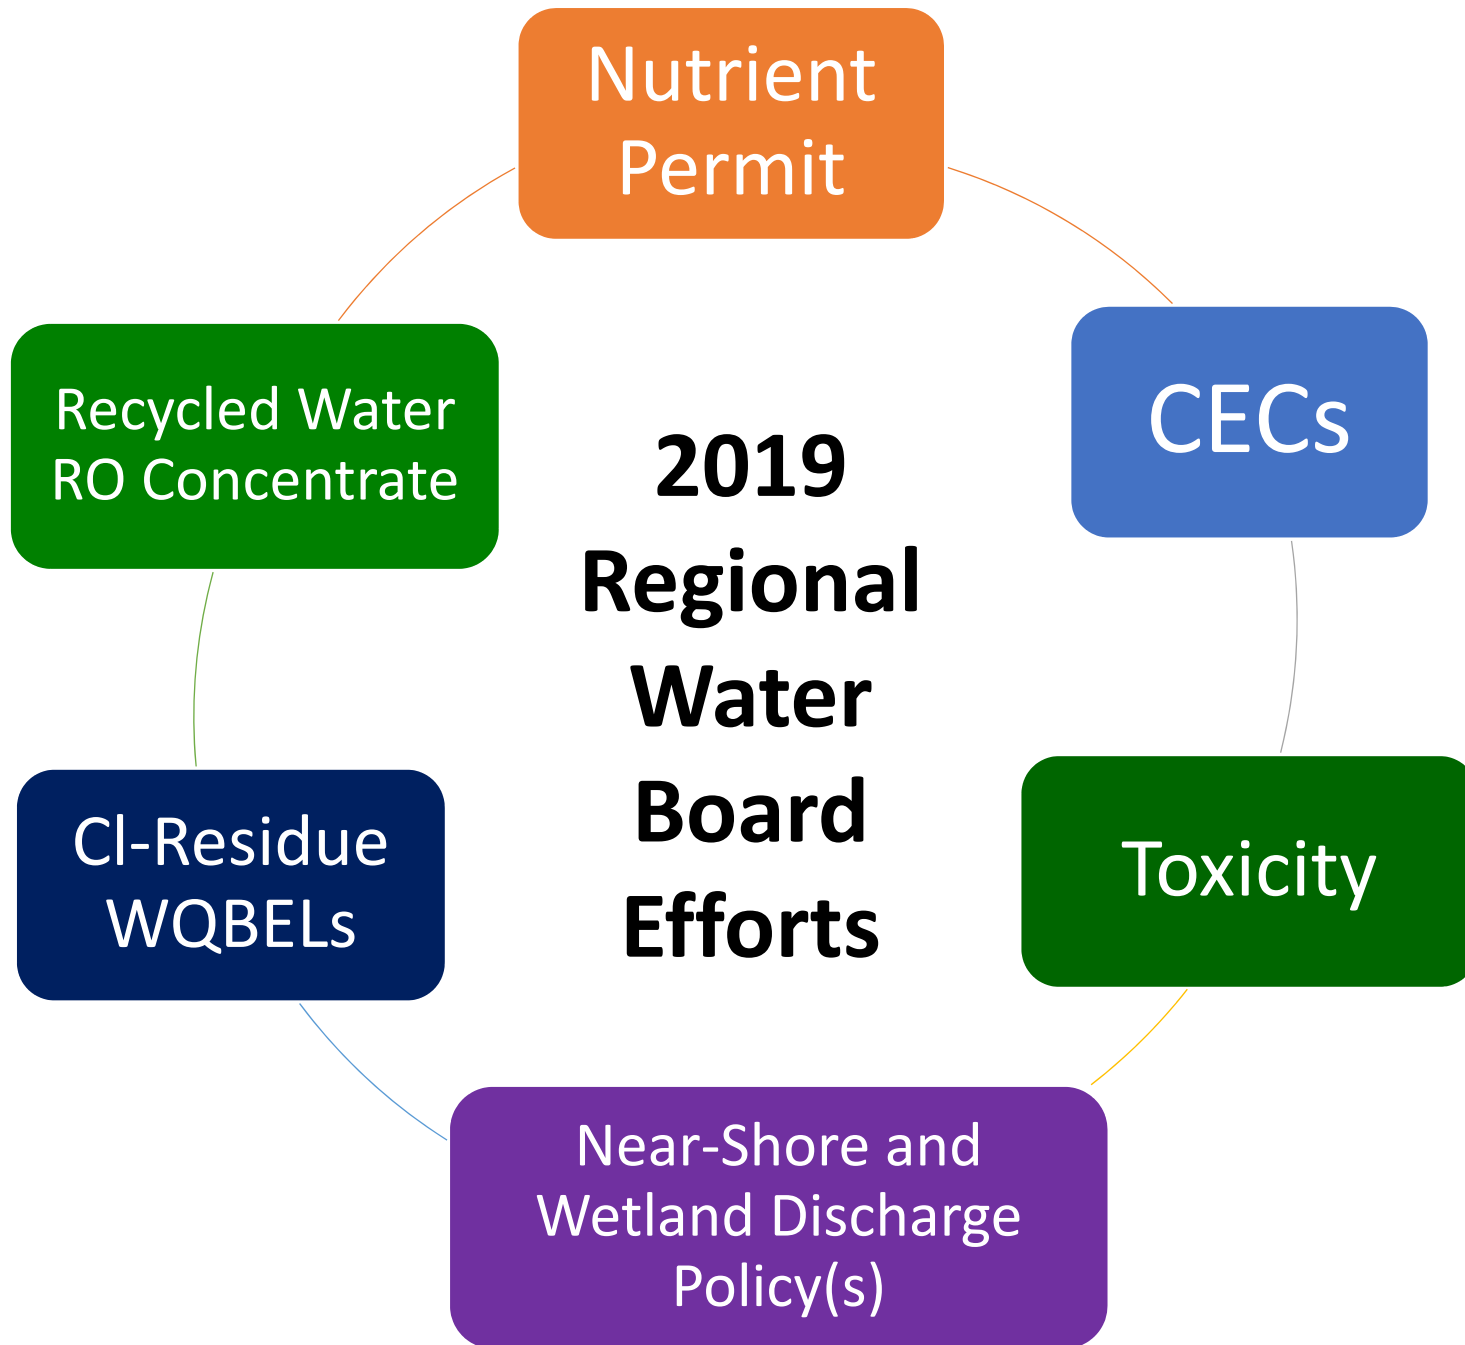 Nutrient
Permit
CECs
Toxicity
Near-Shore and
Wetland Discharge
Policy(s)
Cl-Residue
WQBELs
Recycled Water
RO Concentrate
2019
Regional
Water
Board
Efforts